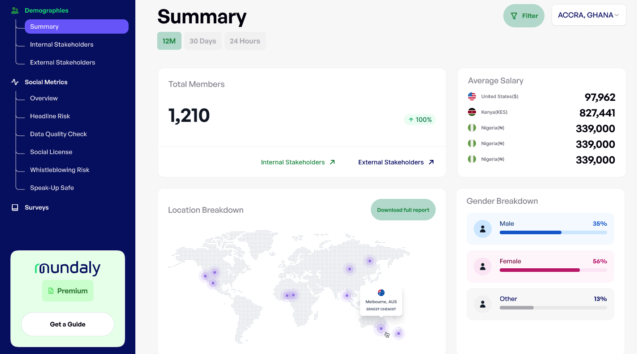 Demographies
Summary
Internal Stakeholders
External Stakeholders
Social Metrics
Overview
Headline Risk
Data Quality Check
Social License
Whistleblowing Risk
Speak-Up Safe
Surveys
mundaly
Premium
Get a Guide
Summary
Filter
ACCRA, GHANA
12M
30 Days
24 Hours
Total Members
1,210
100%
Internal Stakeholders
External Stakeholders
Average Salary
United States($) 97,962
Kenya(KES) 827,441
Nigeria(₦) 339,000
Nigeria(₦) 339,000
Nigeria(₦) 339,000
Location Breakdown
Download full report
Melbourne, AUS
Gender Breakdown
Male 35%
Female 56%
Other 13%